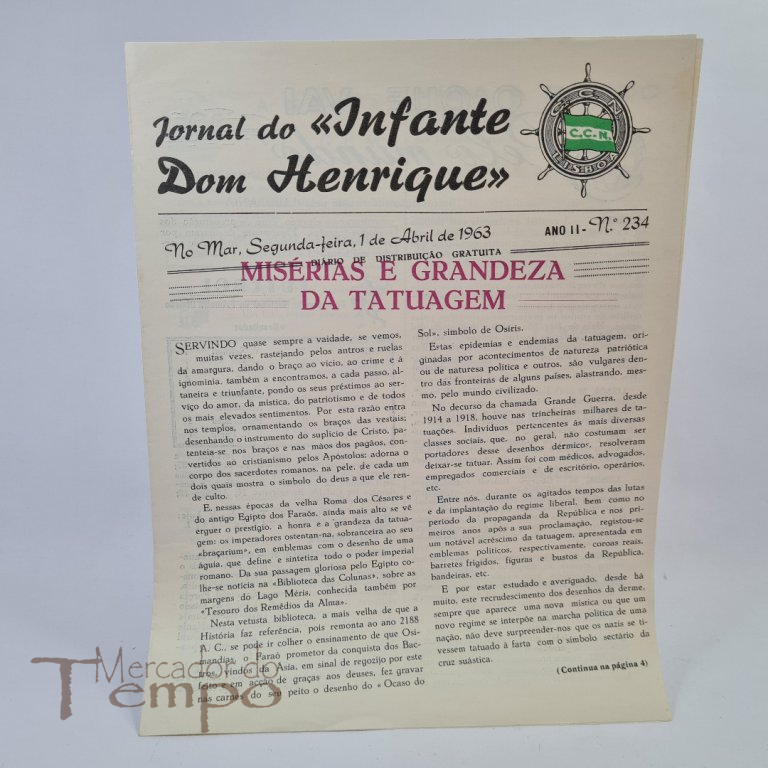 Jornal do «Infante
Dom Henrique»
C. C. N.
C.C.N.
LISBOA
No Mar, Segunda-feira, 1 de Abril de 1963
ANO II - N.º 234
DIÁRIO DE DISTRIBUIÇÃO GRATUITA
MISÉRIAS E GRANDEZA
DA TATUAGEM
SERVINDO quase sempre a vaidade, se vemos,
muitas vezes, rastejando pelos antros e ruelas
da amargura, dando o braço ao vício, ao crime e à
ignomínia, também a encontramos, a cada passo, al-
taneira e triunfante, pondo os seus préstimos ao ser-
viço do amor, da mística, do patriotismo e de todos
os mais elevados sentimentos. Por esta razão entra
nos templos, ornamentando os braços das vestais;
desenhando o instrumento do suplício de Cristo, pa-
tenteia-se nos braços e nas mãos dos pagãos, con-
vertidos ao cristianismo pelos Apóstolos; adorna o
corpo dos sacerdotes romanos, na pele, de cada um
dois quais mostra o símbolo do deus a que ele ren-
de culto.
E, nessas épocas da velha Roma dos Césares e
do antigo Egipto dos Faraós, ainda mais alto se vê
erguer o prestígio, a honra e a grandeza da tatua-
gem: os imperadores ostentan-na, sobranceira ao seu
«braçarium», em emblemas com o desenho de uma
águia, que define e sintetiza todo o poder imperial
romano. Da sua passagem gloriosa pelo Egipto co-
lhe-se notícia na «Biblioteca das Colunas», sobre as
margens do Lago Méria, conhecida também por
«Tesouro dos Remédios da Alma».
Nesta vetusta biblioteca, a mais velha de que a
História faz referência, pois remonta ao ano 2188
A. C., se pode ir colher o ensinamento de que Osi-
mandias, o Faraó prometor da conquista dos Bac-
tros, vindos da Asia, em sinal de regozijo por este
feito e em acção de graças aos deuses, fez gravar
nas carnes do seu peito o desenho do «Ocaso do
Sol», símbolo de Osíris.
Estas epidemias e endemias da tatuagem, ori-
ginadas por acontecimentos de natureza patriótica
ou de naturesa política e outros, são vulgares den-
tro das fronteiras de alguns países, alastrando, mes-
mo, pelo mundo civilizado.
No decurso da chamada Grande Guerra, desde
1914 a 1918, houve nas trincheiras milhares de ta-
tuações. Indivíduos pertencentes às mais diversas
classes sociais, que, no geral, não costumam ser
portadores desse desenhos dérmicos, resolveram
deixar-se tatuar. Assim foi com médicos, advogados,
empregados comerciais e de escritório, operários,
etc.
Entre nós, durante os agitados tempos das lutas
e da implantação do regime liberal, bem como no
período da propaganda da República e nos pri-
meiros anos após a sua proclamação, registou-se
um notável acréscimo da tatuagem, apresentada em
emblemas políticos, respectivamente, coroas reais,
barretes frígidos, figuras e bustos da República,
bandeiras, etc.
E por estar estudado e averiguado, desde há
muito, este recrudescimento dos desenhos da derme,
sempre que aparece uma nova mística ou que um
novo regime se interpõe na marcha política de uma
nação, não deve surpreender-nos que os nazis se ti-
vessem tatuado à farta com o símbolo sectário da
cruz suástica.
(Continua na página 4)
Mercador do
Tempo